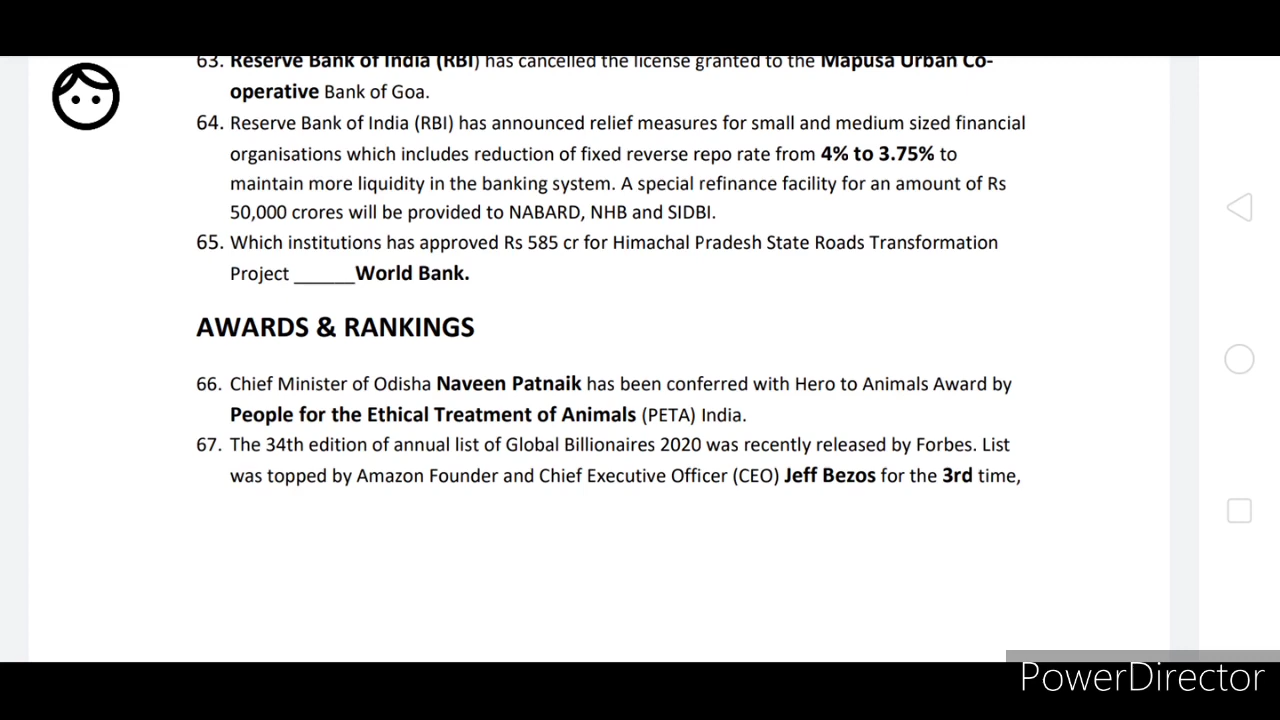 63. Reserve Bank of India (RBI) has cancelled the license granted to the Mapusa Urban Co-
operative Bank of Goa.
64. Reserve Bank of India (RBI) has announced relief measures for small and medium sized financial
organisations which includes reduction of fixed reverse repo rate from 4% to 3.75% to
maintain more liquidity in the banking system. A special refinance facility for an amount of Rs
50,000 crores will be provided to NABARD, NHB and SIDBI.
65. Which institutions has approved Rs 585 cr for Himachal Pradesh State Roads Transformation
Project ______World Bank.
AWARDS & RANKINGS
66. Chief Minister of Odisha Naveen Patnaik has been conferred with Hero to Animals Award by
People for the Ethical Treatment of Animals (PETA) India.
67. The 34th edition of annual list of Global Billionaires 2020 was recently released by Forbes. List
was topped by Amazon Founder and Chief Executive Officer (CEO) Jeff Bezos for the 3rd time,
PowerDirector